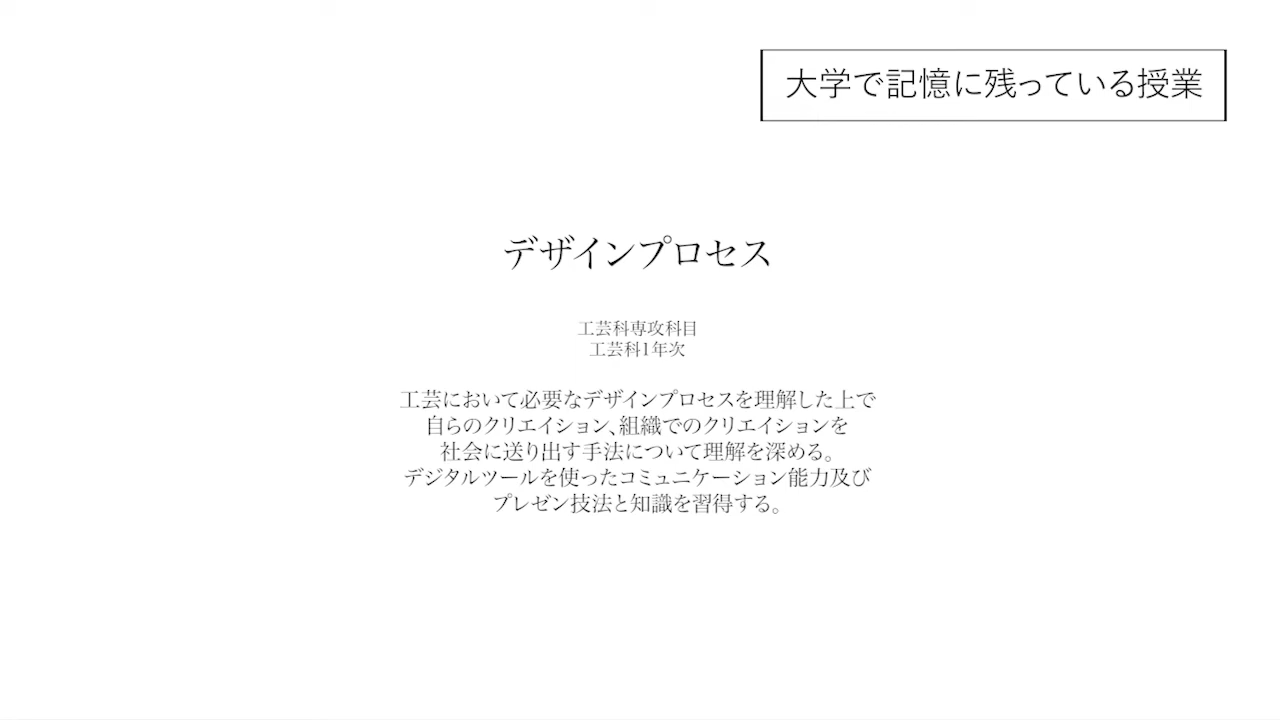 大学で記憶に残っている授業
デザインプロセス
工芸科専攻科目
工芸科1年次
工芸において必要なデザインプロセスを理解した上で
自らのクリエイション、組織でのクリエイションを
社会に送り出す手法について理解を深める。
デジタルツールを使ったコミュニケーション能力及び
プレゼン技法と知識を習得する。